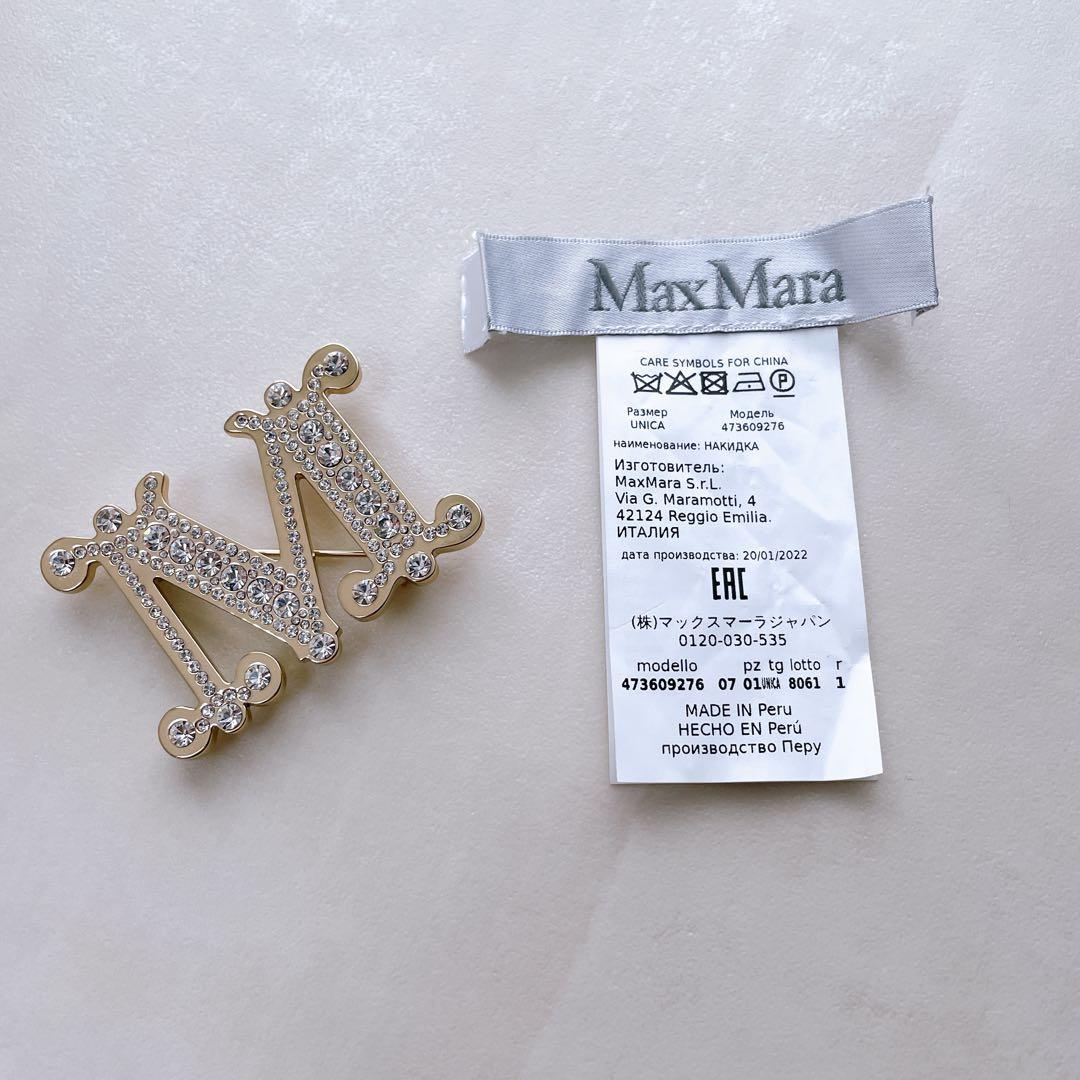 MaxMara
CARE SYMBOLS FOR CHINA
P
Размер Модель
UNICA 473609276
наименование: НАКИДКА
Изготовитель:
MaxMara S.r.L.
Via G. Maramotti, 4
42124 Reggio Emilia.
ИТАЛИЯ
дата производства: 20/01/2022
EAC
(株)マックスマーラジャパン
0120-030-535
modello pz tg lotto r
473609276 07 01 UNICA 8061 1
MADE IN Peru
HECHO EN Perú
производство Перу
M